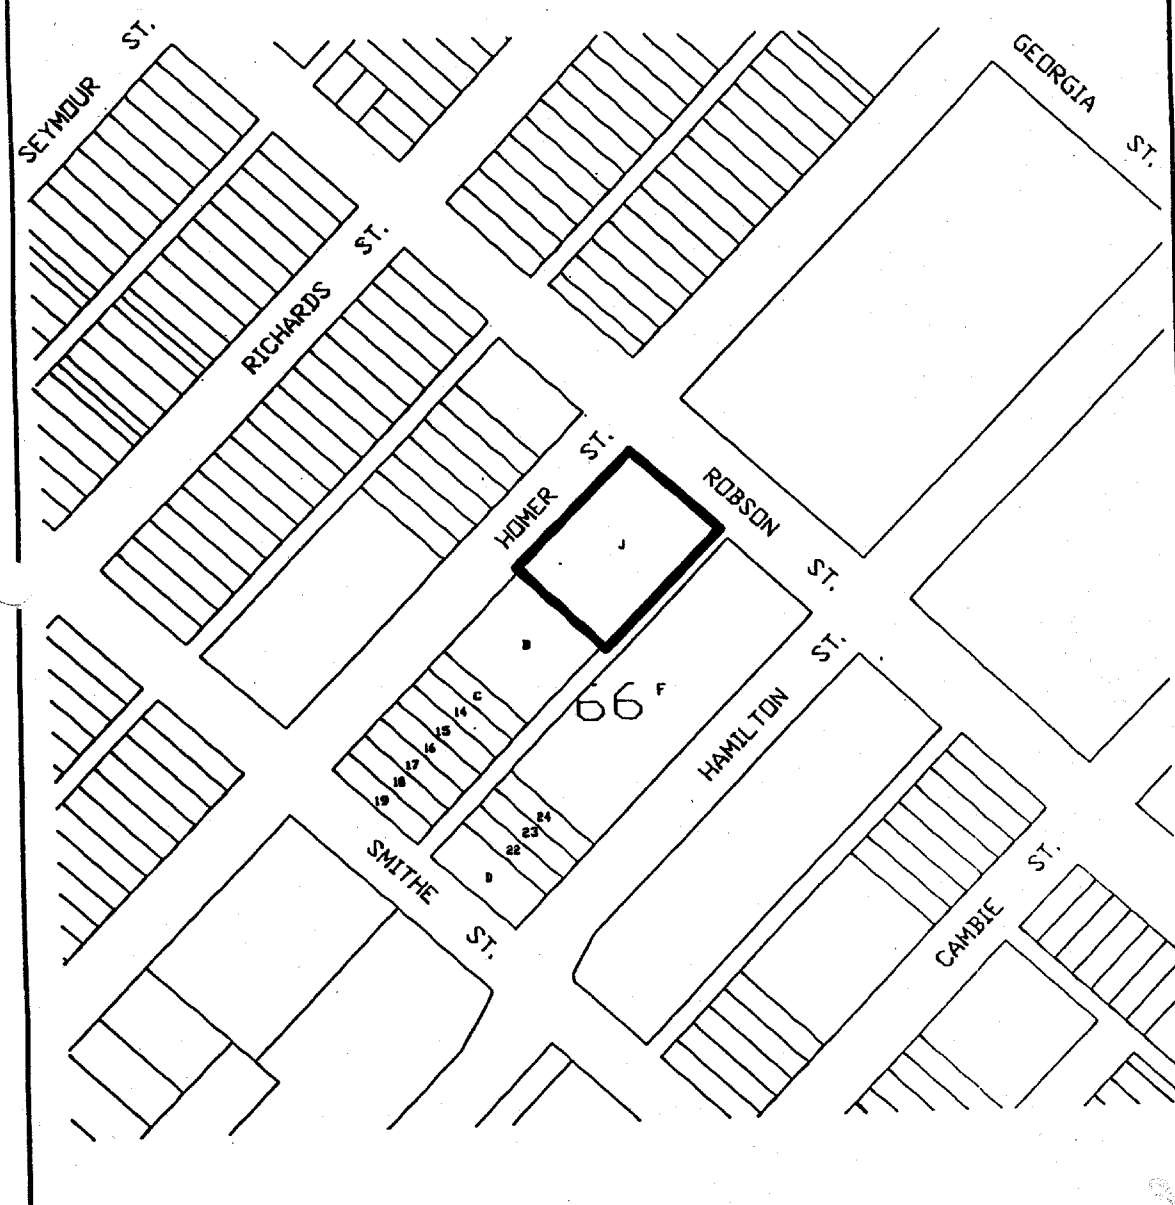 SEYMOUR ST.
GEORGIA ST.
RICHARDS ST.
HOMER ST.
ROBSON ST.
J
B
66 F
C
14
15
16
17
18
19
HAMILTON ST.
24
23
22
D
SMITHE ST.
CAMBIE ST.